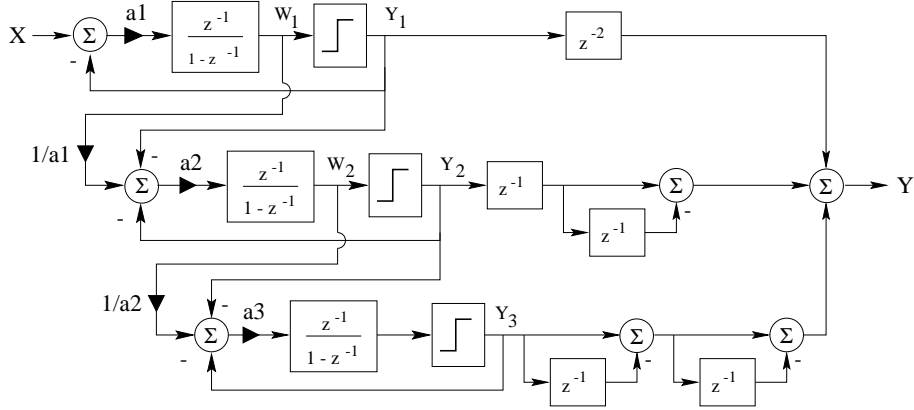 X Σ a1 z⁻¹ / 1 - z⁻¹ W₁ Y₁ z⁻²
-
1/a1 - Σ a2 z⁻¹ / 1 - z⁻¹ W₂ Y₂ z⁻¹ Σ Σ Y
- z⁻¹ -
1/a2 - Σ a3 z⁻¹ / 1 - z⁻¹ Y₃ Σ Σ
- z⁻¹ - z⁻¹ -